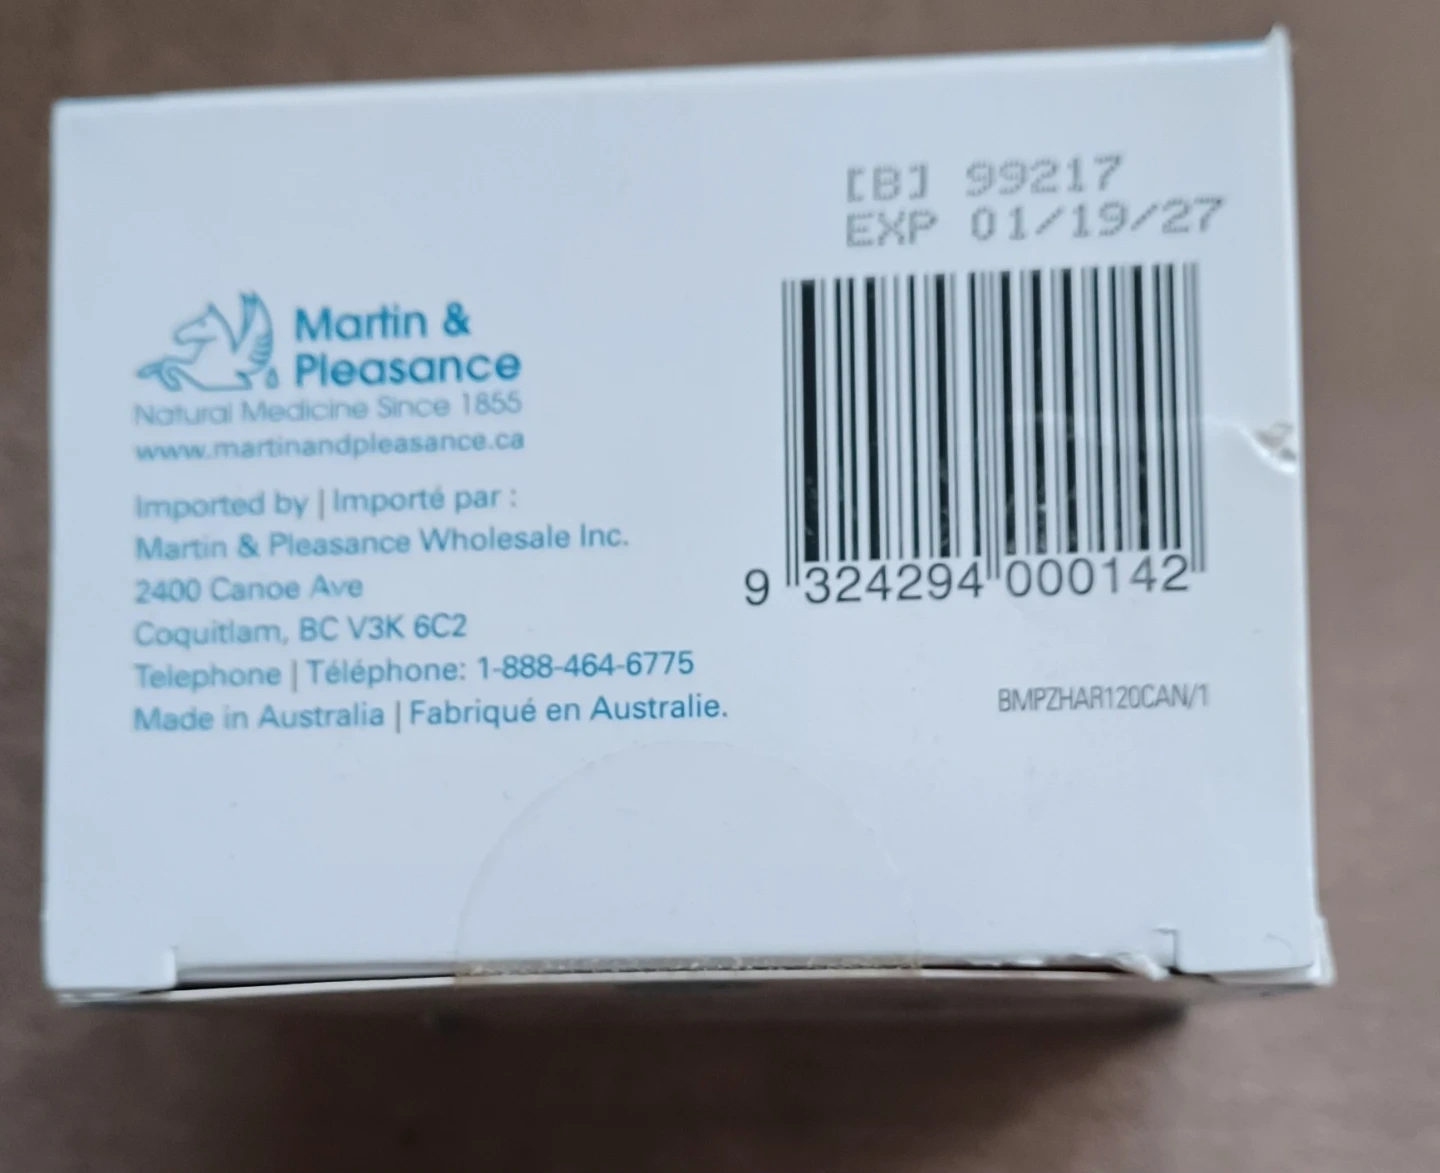 [B] 99217
EXP 01/19/27
Martin &
Pleasance
Natural Medicine Since 1855
www.martinandpleasance.ca
Imported by | Importé par :
Martin & Pleasance Wholesale Inc.
2400 Canoe Ave
Coquitlam, BC V3K 6C2
Telephone | Téléphone: 1-888-464-6775
Made in Australia | Fabriqué en Australie.
9 324294 000142
BMPZHAR120CAN/1